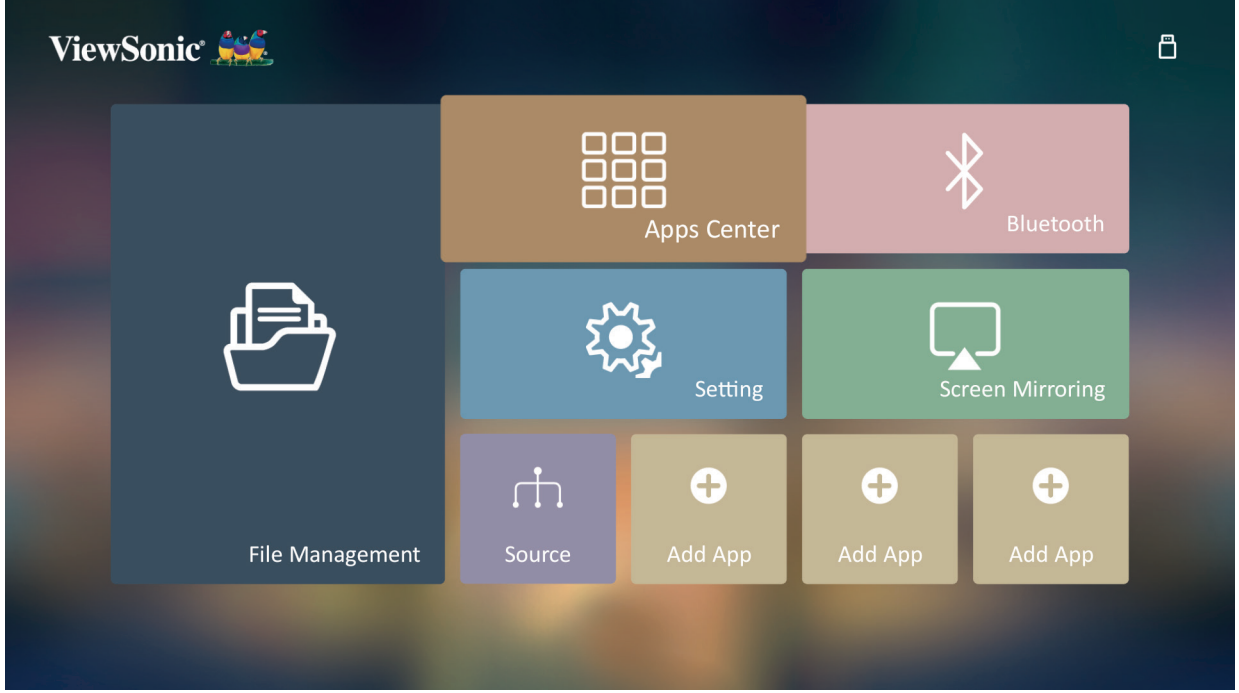 ViewSonic®
Apps Center
Bluetooth
Setting
Screen Mirroring
File Management
Source
Add App
Add App
Add App